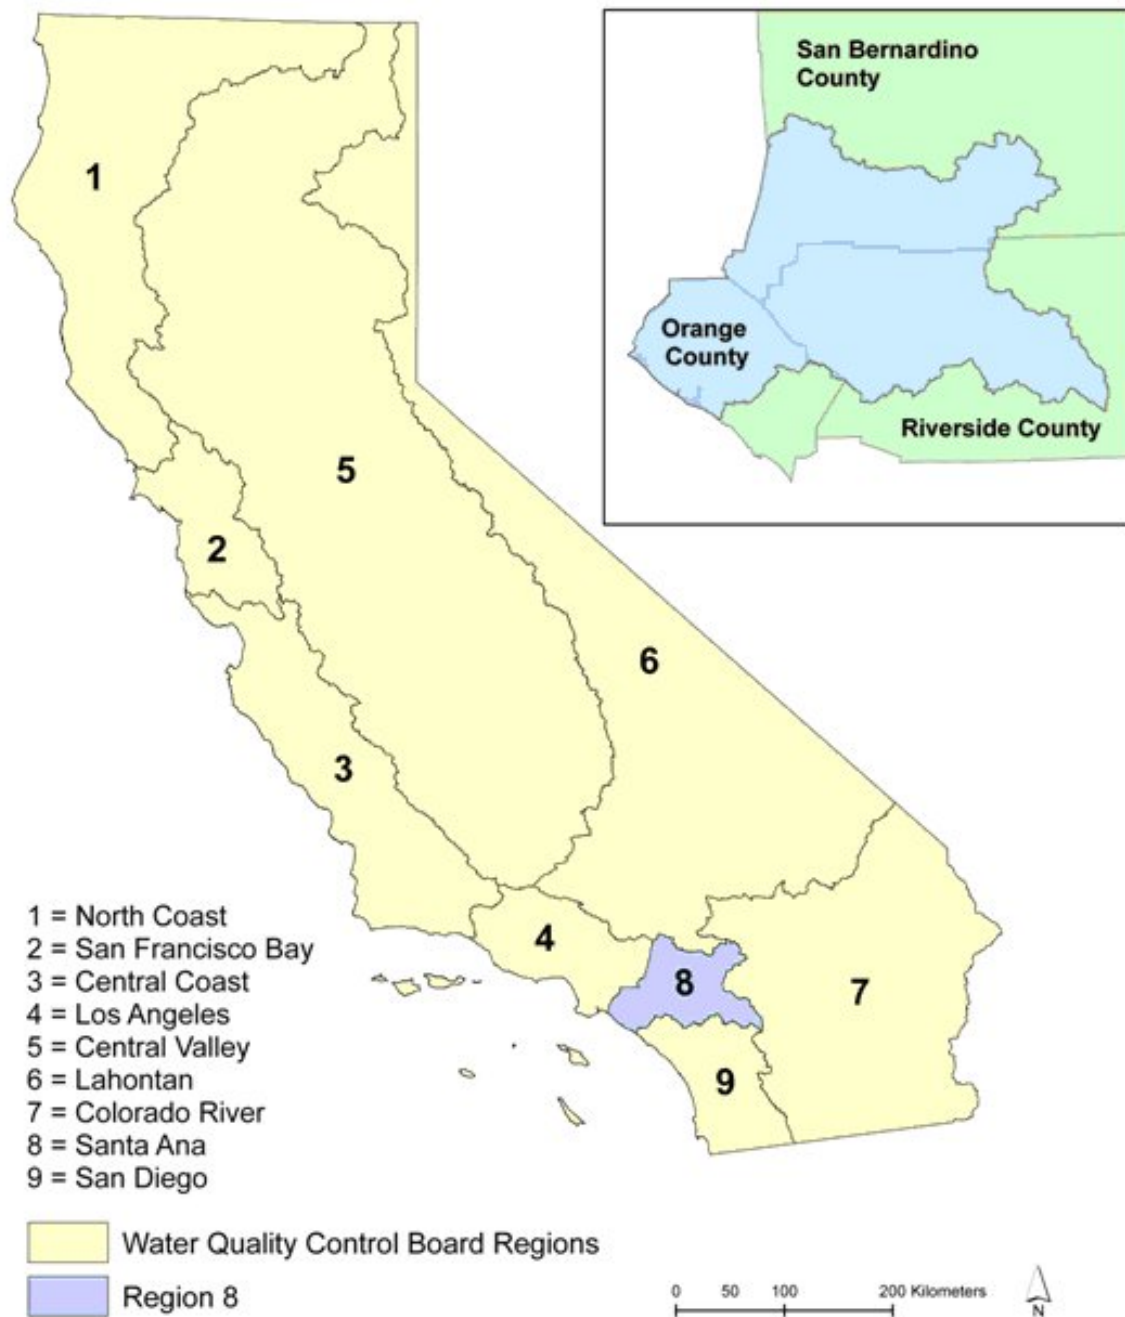 San Bernardino
County
1
Orange
County
Riverside County
5
2
6
3
1 = North Coast
2 = San Francisco Bay
3 = Central Coast
4 = Los Angeles
5 = Central Valley
6 = Lahontan
7 = Colorado River
8 = Santa Ana
9 = San Diego
4
8
7
9
Water Quality Control Board Regions
Region 8
0 50 100 200 Kilometers
N